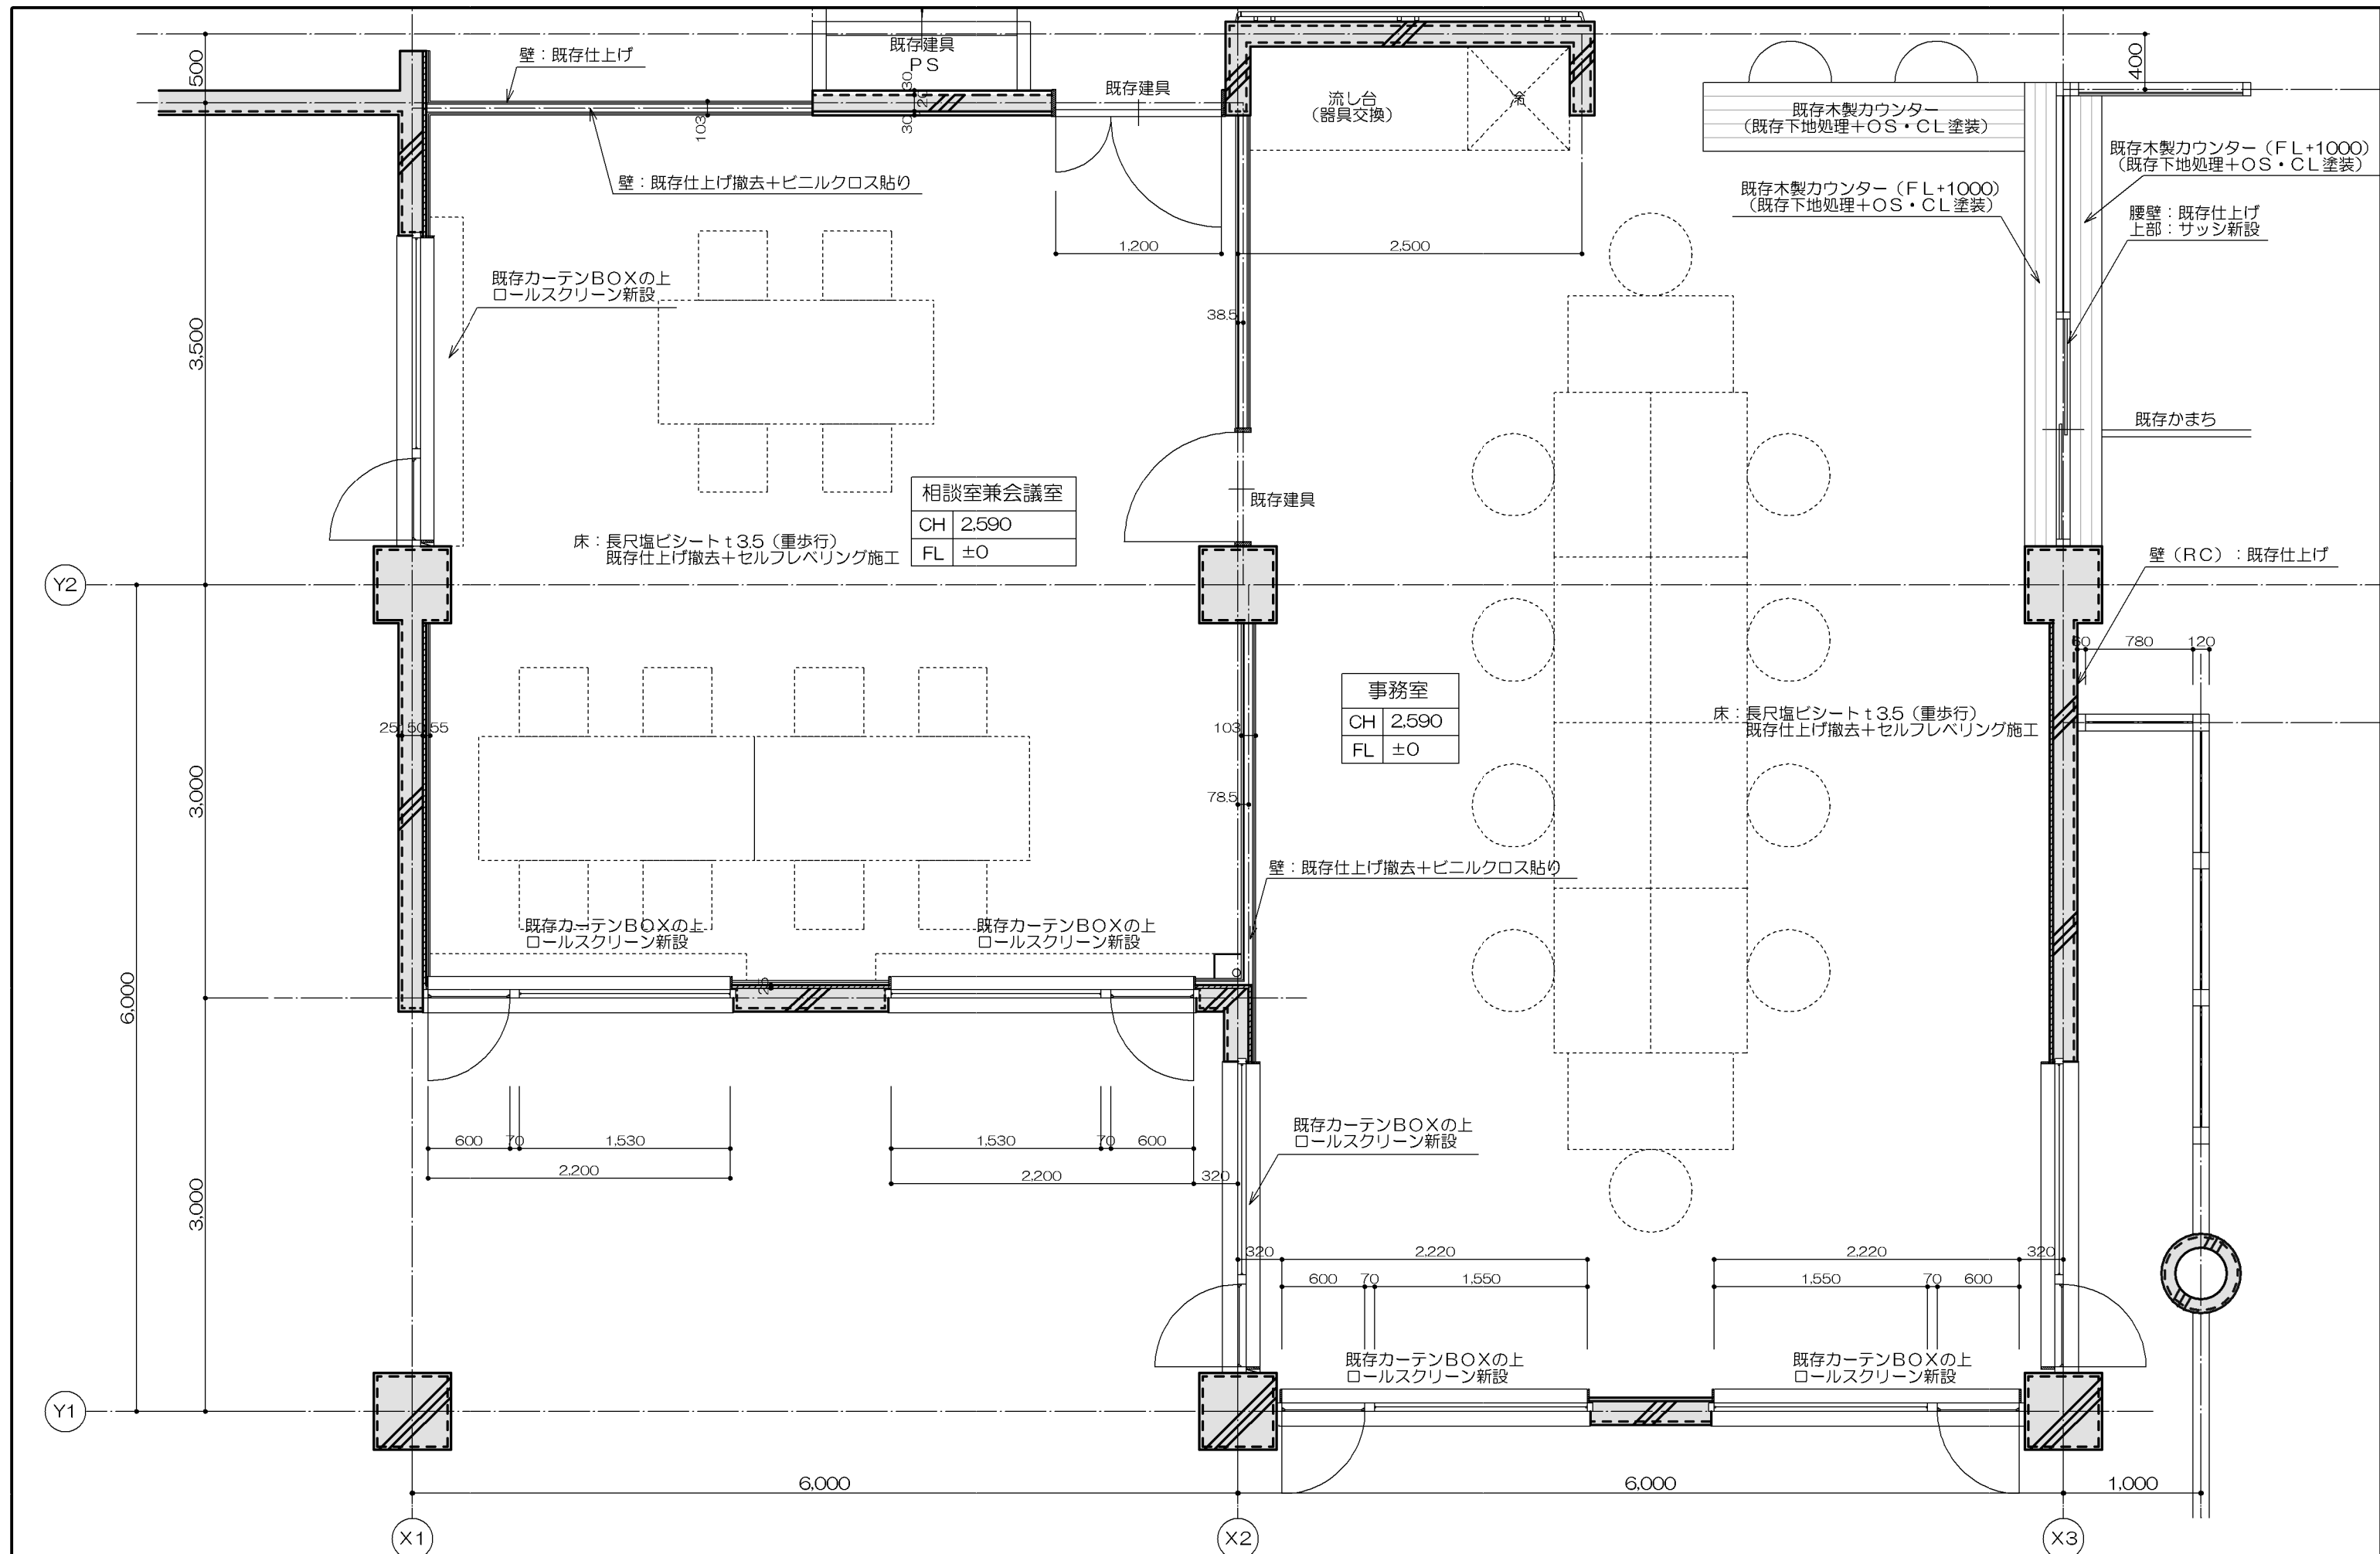 500
壁：既存仕上げ
既存建具
ＰＳ
既存建具
30
30
103
壁：既存仕上げ撤去＋ビニルクロス貼り
流し台
（器具交換）
冷
400
既存木製カウンター
（既存下地処理＋ＯＳ・ＣＬ塗装）
既存木製カウンター（ＦＬ+1000）
（既存下地処理＋ＯＳ・ＣＬ塗装）
既存木製カウンター（ＦＬ+1000）
（既存下地処理＋ＯＳ・ＣＬ塗装）
腰壁：既存仕上げ
上部：サッシ新設
1,200
2,500
既存カーテンＢＯＸの上
ロールスクリーン新設
38.5
3,500
既存かまち
相談室兼会議室
CH 2,590
FL ±0
既存建具
床：長尺塩ビシートｔ3.5（重歩行）
既存仕上げ撤去＋セルフレベリング施工
壁（ＲＣ）：既存仕上げ
Y2
60 780 120
事務室
CH 2,590
FL ±0
床：長尺塩ビシートｔ3.5（重歩行）
既存仕上げ撤去＋セルフレベリング施工
25 150 55
103
3,000
78.5
壁：既存仕上げ撤去＋ビニルクロス貼り
既存カーテンＢＯＸの上
ロールスクリーン新設
既存カーテンＢＯＸの上
ロールスクリーン新設
25
6,000
既存カーテンＢＯＸの上
ロールスクリーン新設
600 70 1,530
1,530 70 600
2,200
2,200 320
3,000
320 2,220
2,220 320
600 70 1,550
1,550 70 600
既存カーテンＢＯＸの上
ロールスクリーン新設
既存カーテンＢＯＸの上
ロールスクリーン新設
Y1
6,000
6,000
1,000
X1
X2
X3